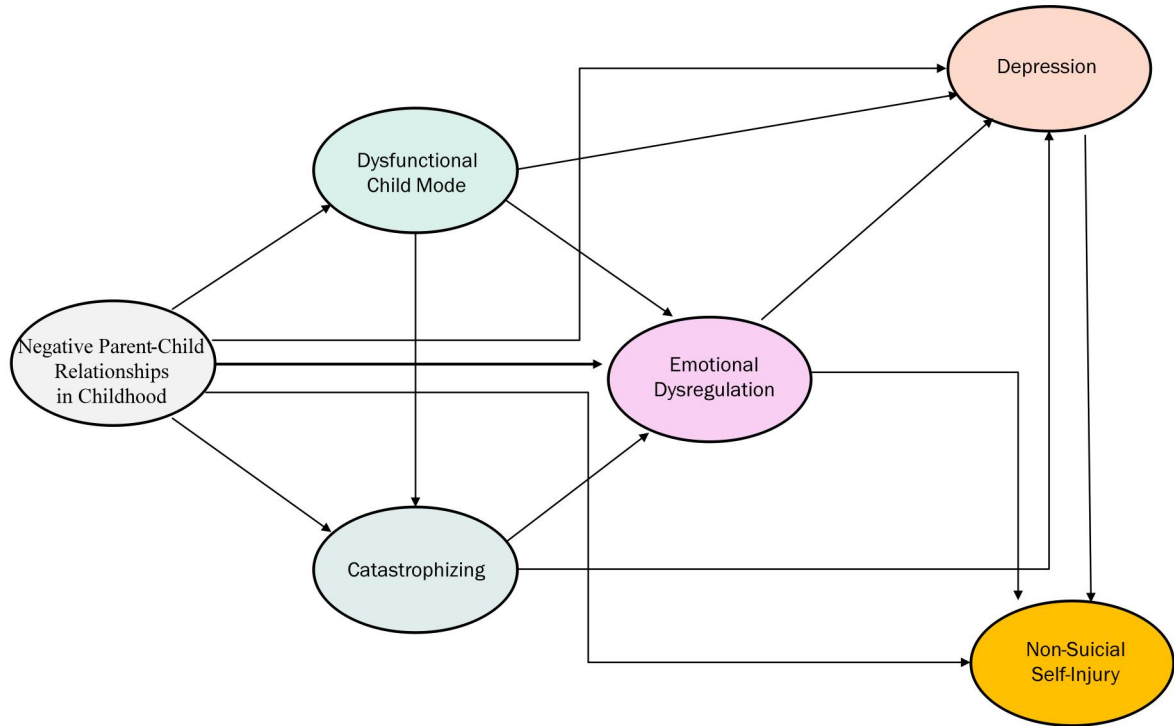 Depression
Dysfunctional
Child Mode
Negative Parent-Child
Relationships
in Childhood
Emotional
Dysregulation
Catastrophizing
Non-Suicial
Self-Injury